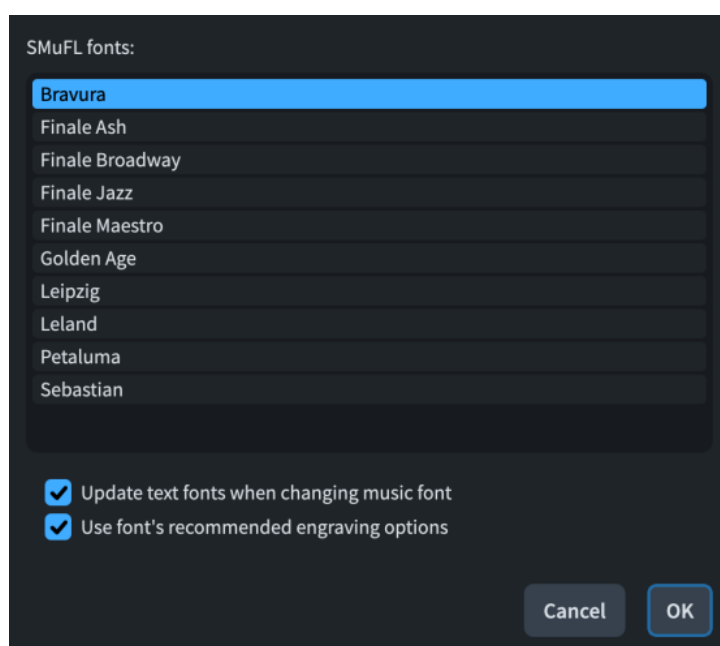 SMuFL fonts:
Bravura
Finale Ash
Finale Broadway
Finale Jazz
Finale Maestro
Golden Age
Leipzig
Leland
Petaluma
Sebastian
Update text fonts when changing music font
Use font's recommended engraving options
Cancel OK